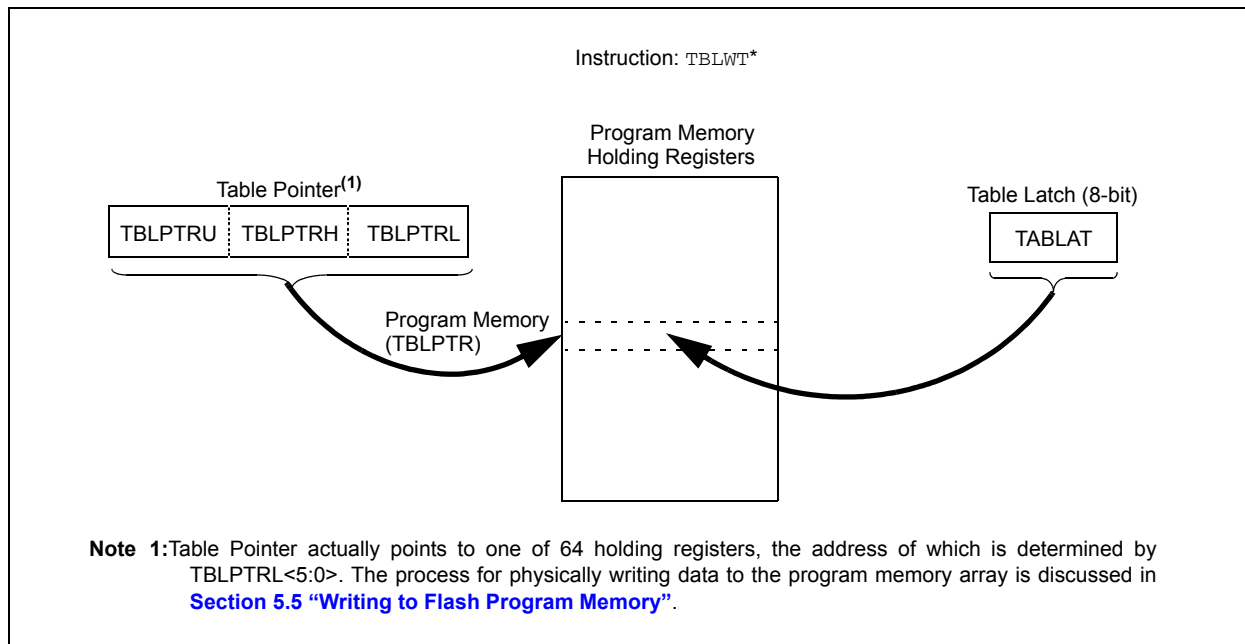 Instruction: TBLWT*
Program Memory
Holding Registers
Table Pointer(1)
Table Latch (8-bit)
TBLPTRU TBLPTRH TBLPTRL
TABLAT
Program Memory
(TBLPTR)
Note 1:Table Pointer actually points to one of 64 holding registers, the address of which is determined by
TBLPTRL<5:0>. The process for physically writing data to the program memory array is discussed in
Section 5.5 “Writing to Flash Program Memory”.